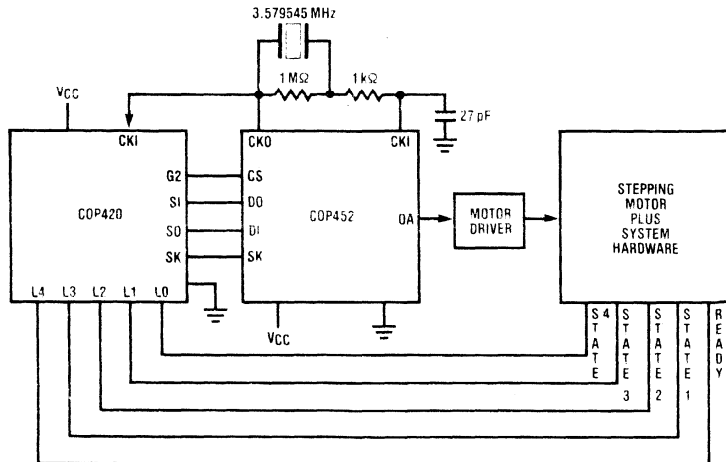 3.579545 MHz
1 MΩ
1 kΩ
27 pF
VCC
CKI
CKO
CKI
G2
SI
SO
SK
COP420
L4 L3 L2 L1 L0
CS
DO
DI
SK
COP452
OA
VCC
MOTOR
DRIVER
STEPPING
MOTOR
PLUS
SYSTEM
HARDWARE
STATE 4
STATE 3
STATE 2
STATE 1
READY